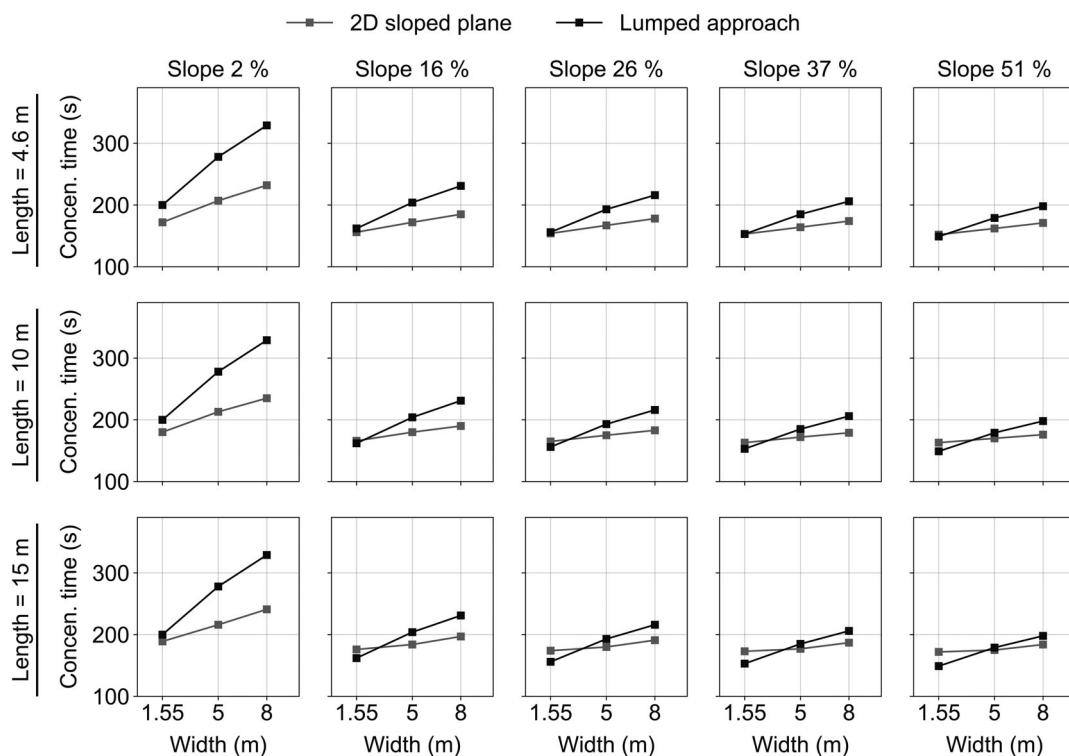 2D sloped plane Lumped approach
Slope 2 % Slope 16 % Slope 26 % Slope 37 % Slope 51 %
Length = 4.6 m
Concen. time (s)
300
200
100
Length = 10 m
Concen. time (s)
300
200
100
Length = 15 m
Concen. time (s)
300
200
100
1.55 5 8 1.55 5 8 1.55 5 8 1.55 5 8 1.55 5 8
Width (m) Width (m) Width (m) Width (m) Width (m)